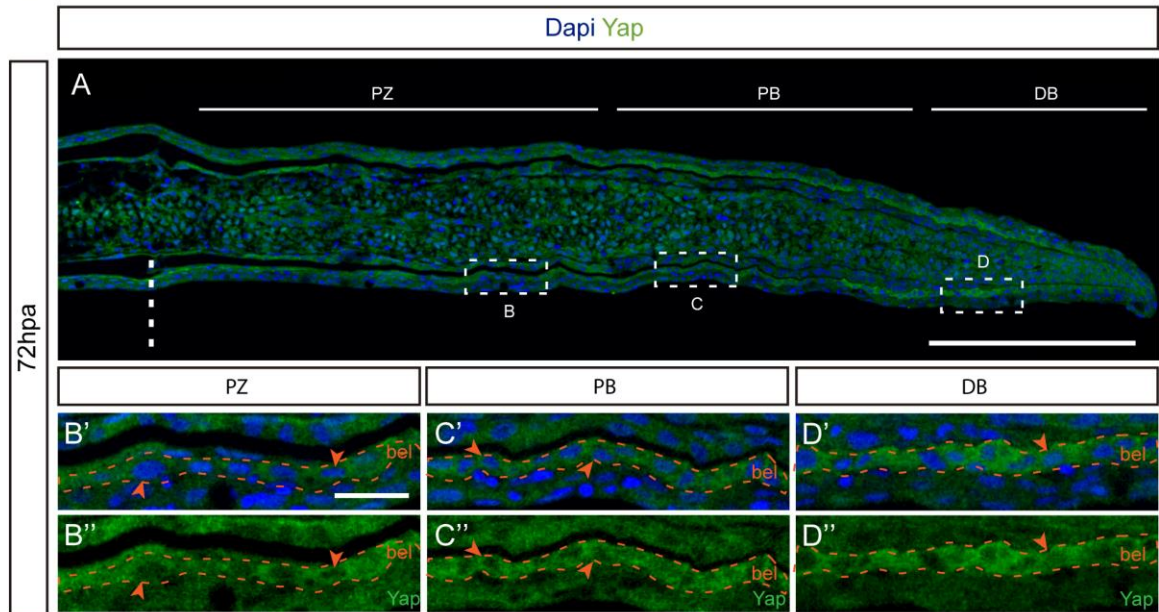 Dapi Yap
72hpa
A
PZ PB DB
B C D
PZ PB DB
B’ bel C’ bel D’ bel
B’’ bel Yap C’’ bel Yap D’’ bel Yap